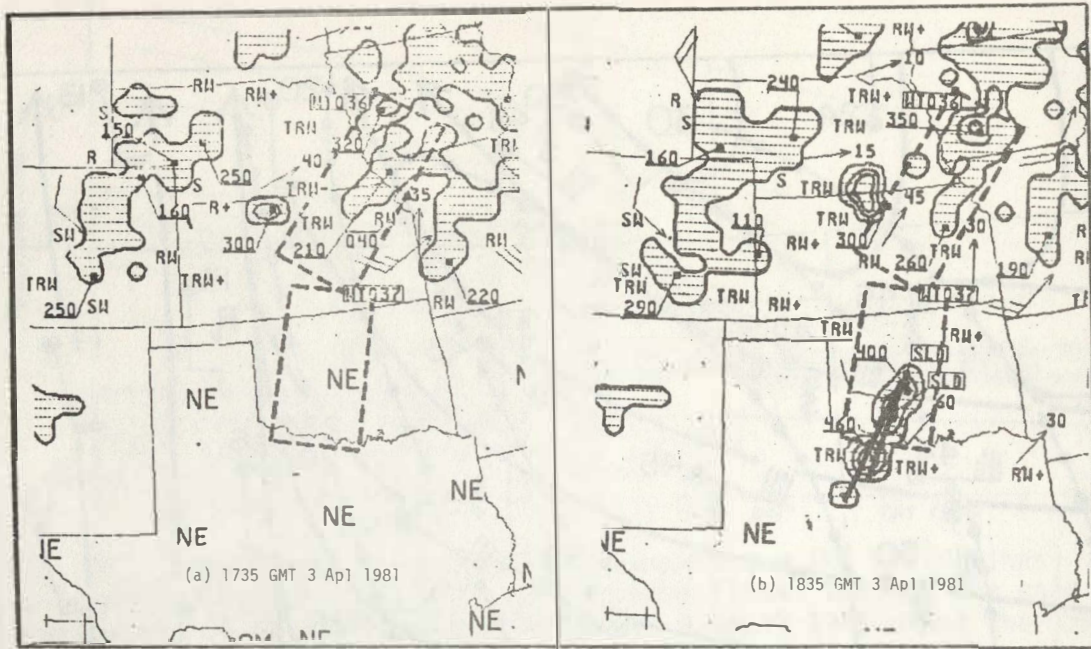 RW
RW+
WT036
S
150
TRW
320
TRW
R
250
40
S
TRW
160
R+
TRW
RW
35
SW
300
210
Q40
RW
TRW
TRW+
250
SW
WT037
RW
220
NE
NE
NE
NE
NE
NE
(a) 1735 GMT 3 Apl 1981
RW+
10
240
TRW+
WT036
R
S
350
TRW
160
15
S
TRW
110
TRW
45
SW
300
30
RW+
RW
TRW
R
SW
TRW
260
190
RW
290
TRW
WT037
RW+
TRW
RW+
400
SLD
SLD
60
460
30
TRW
TRW+
RW+
NE
NE
(b) 1835 GMT 3 Apl 1981